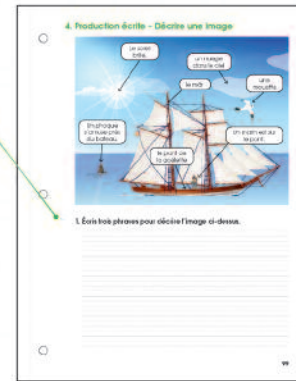 4. Production écrite – Décrire une image
Le soleil
brille.
un nuage
dans le ciel
le mât
une
mouette
Un phoque
s'amuse près
du bateau.
Un marin est sur
le pont.
le pont de
la goélette
1. Écris trois phrases pour décrire l'image ci-dessus.
99